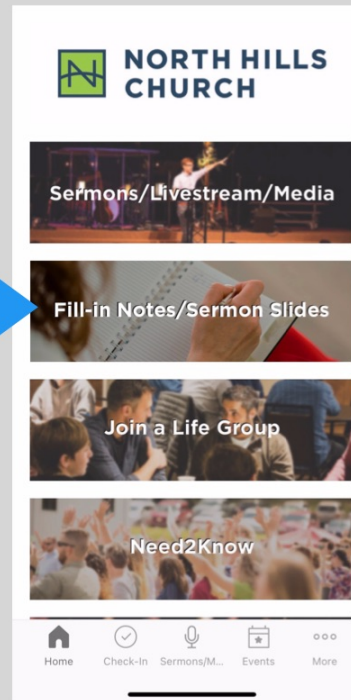 NORTH HILLS
CHURCH
Sermons/Livestream/Media
Fill-in Notes/Sermon Slides
Join a Life Group
Need2Know
Home Check-In Sermons/M... Events More